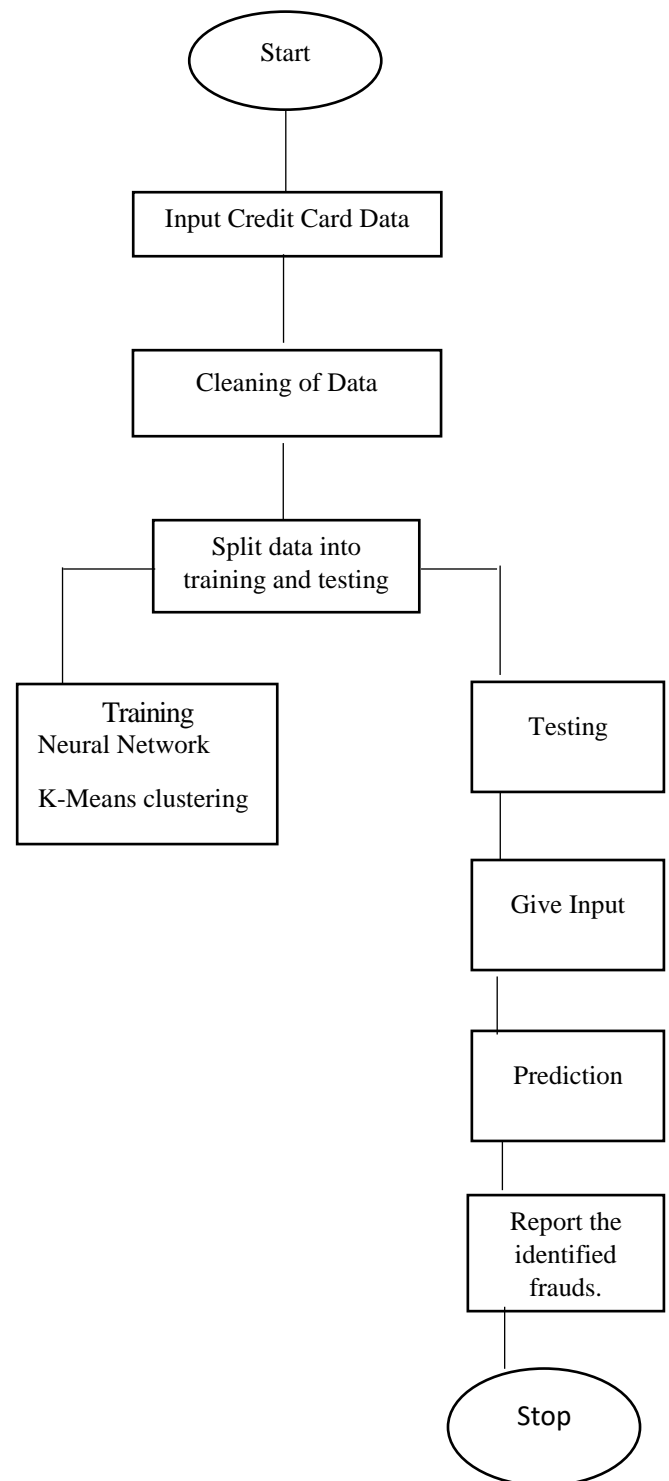 Start
Input Credit Card Data
Cleaning of Data
Split data into
training and testing
Training
Neural Network
K-Means clustering
Testing
Give Input
Prediction
Report the
identified
frauds.
Stop